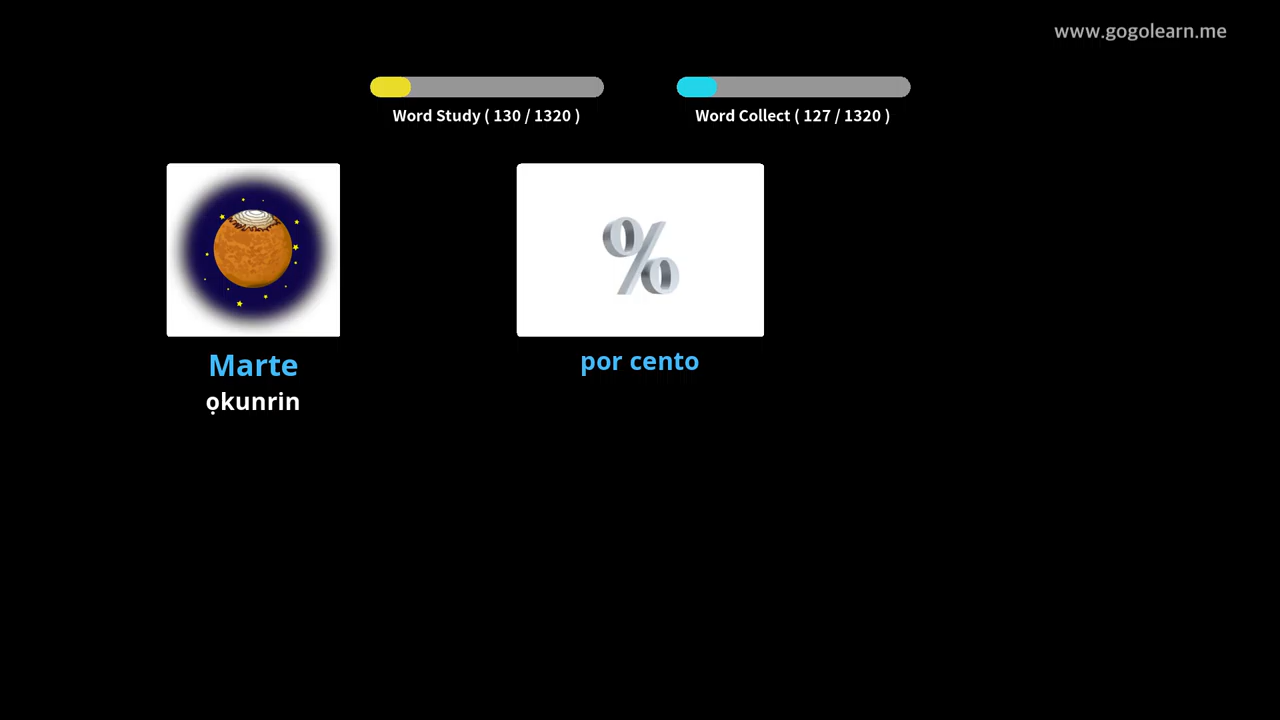 www.gogolearn.me
Word Study ( 130 / 1320 )
Word Collect ( 127 / 1320 )
%
Marte
ọkunrin
por cento